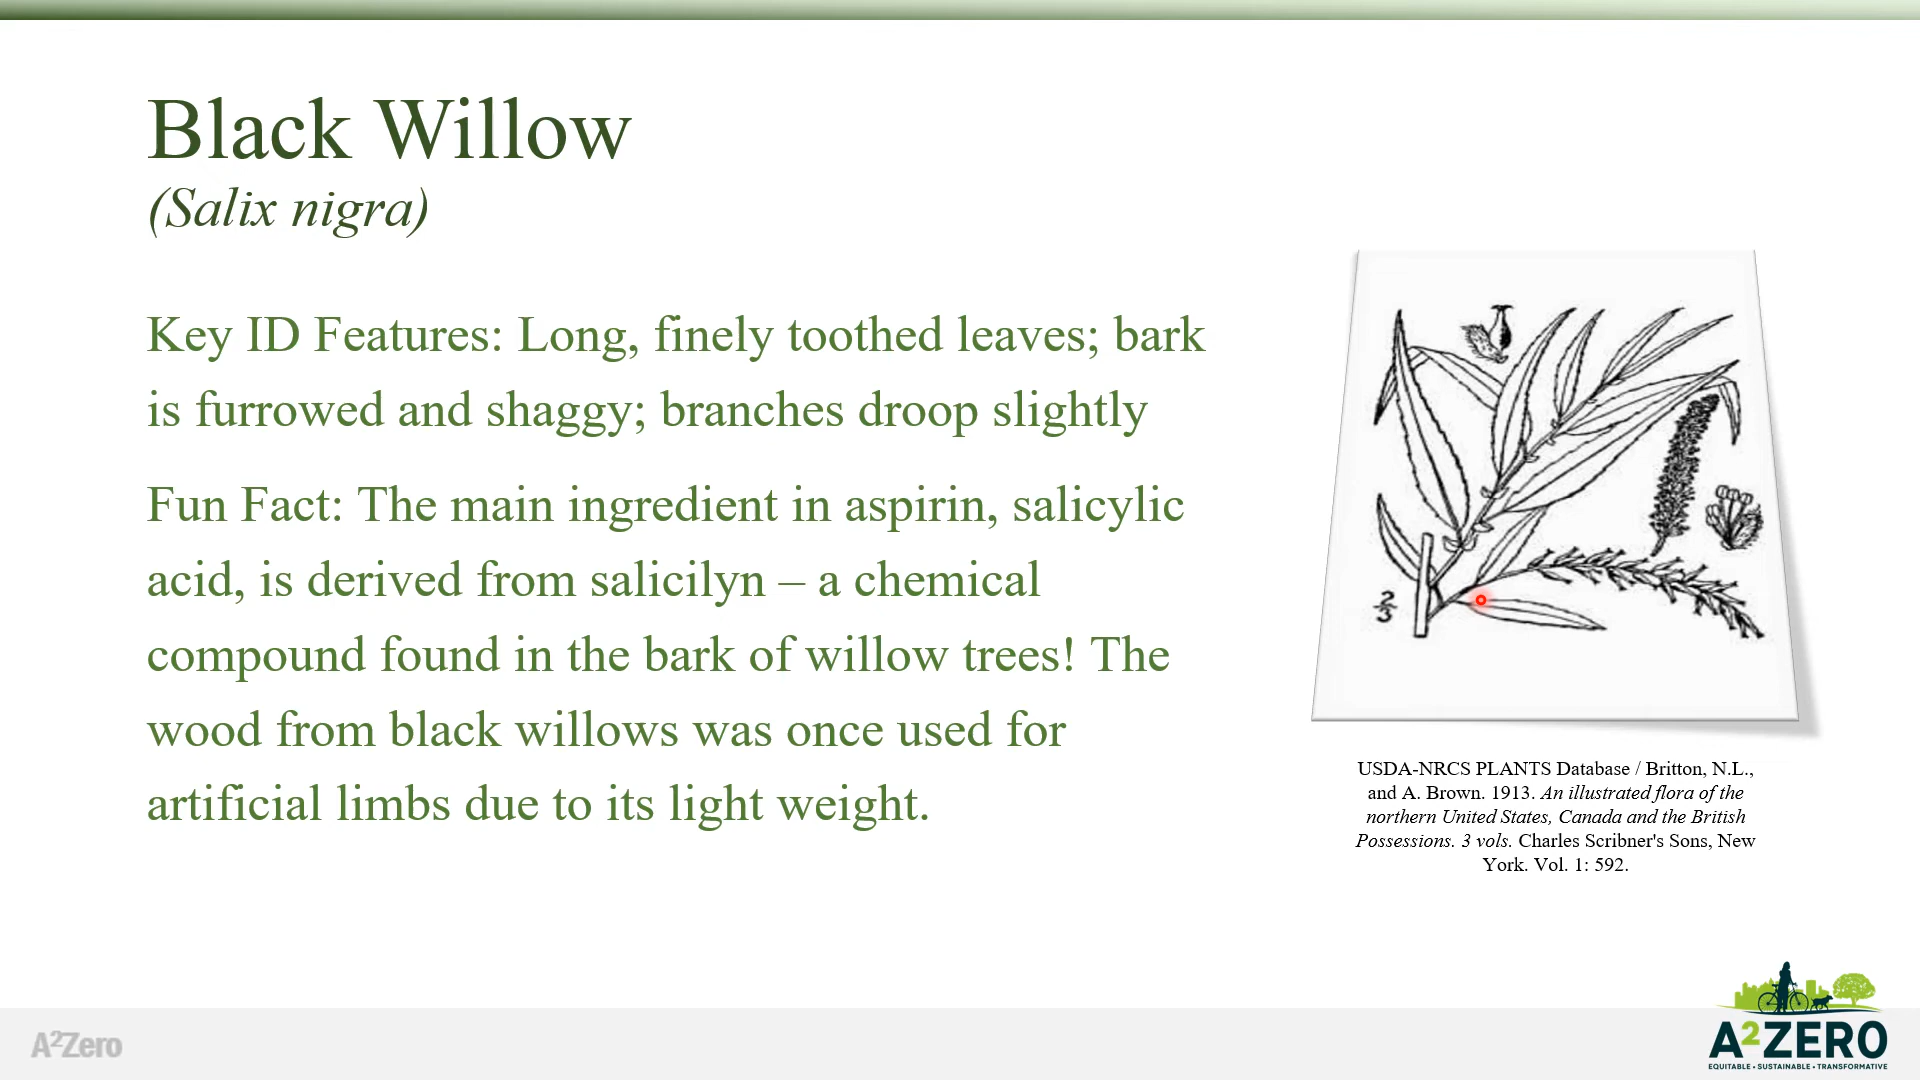 Black Willow
(Salix nigra)
Key ID Features: Long, finely toothed leaves; bark
is furrowed and shaggy; branches droop slightly
Fun Fact: The main ingredient in aspirin, salicylic
acid, is derived from salicilyn – a chemical
compound found in the bark of willow trees! The
wood from black willows was once used for
artificial limbs due to its light weight.
2/3
USDA-NRCS PLANTS Database / Britton, N.L.,
and A. Brown. 1913. An illustrated flora of the
northern United States, Canada and the British
Possessions. 3 vols. Charles Scribner's Sons, New
York. Vol. 1: 592.
A²Zero
A²ZERO
EQUITABLE • SUSTAINABLE • TRANSFORMATIVE